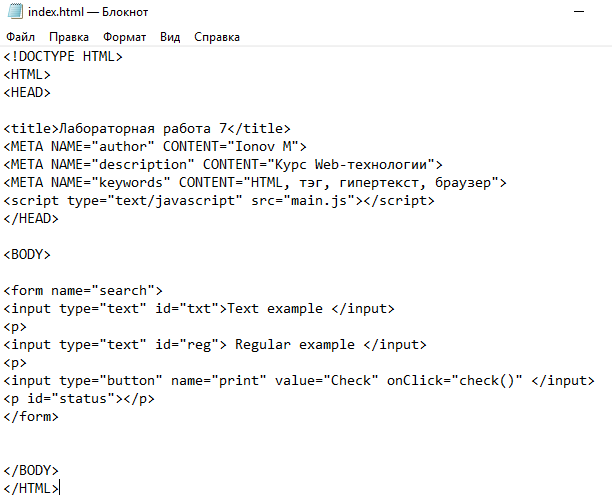 index.html — Блокнот
Файл Правка Формат Вид Справка
<!DOCTYPE HTML>
<HTML>
<HEAD>
<title>Лабораторная работа 7</title>
<META NAME="author" CONTENT="Ionov M">
<META NAME="description" CONTENT="Курс Web-технологии">
<META NAME="keywords" CONTENT="HTML, тэг, гипертекст, браузер">
<script type="text/javascript" src="main.js"></script>
</HEAD>
<BODY>
<form name="search">
<input type="text" id="txt">Text example </input>
<p>
<input type="text" id="reg"> Regular example </input>
<p>
<input type="button" name="print" value="Check" onClick="check()" </input>
<p id="status"></p>
</form>
</BODY>
</HTML>